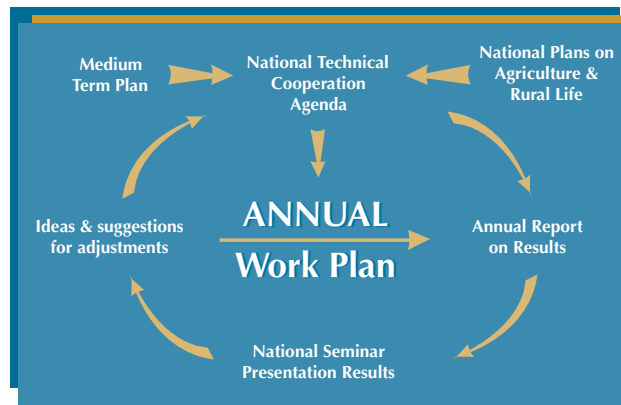 Medium
Term Plan
National Technical
Cooperation
Agenda
National Plans on
Agriculture &
Rural Life
Ideas & suggestions
for adjustments
ANNUAL
Work Plan
Annual Report
on Results
National Seminar
Presentation Results